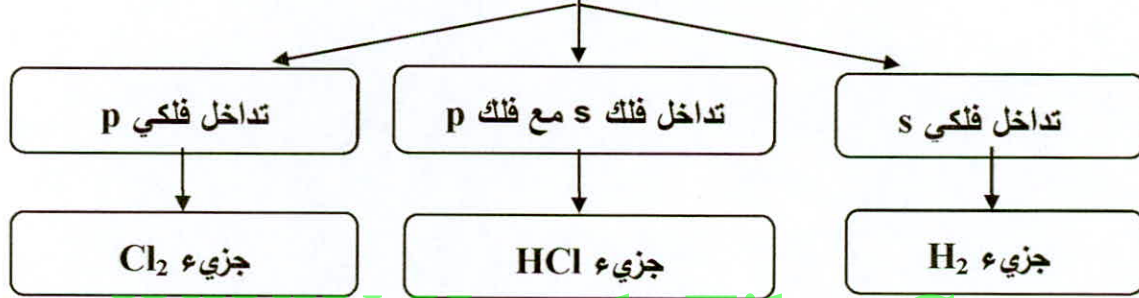 تداخل فلكي s
تداخل فلك s مع فلك p
تداخل فلكي p
جزيء H₂
جزيء HCl
جزيء Cl₂